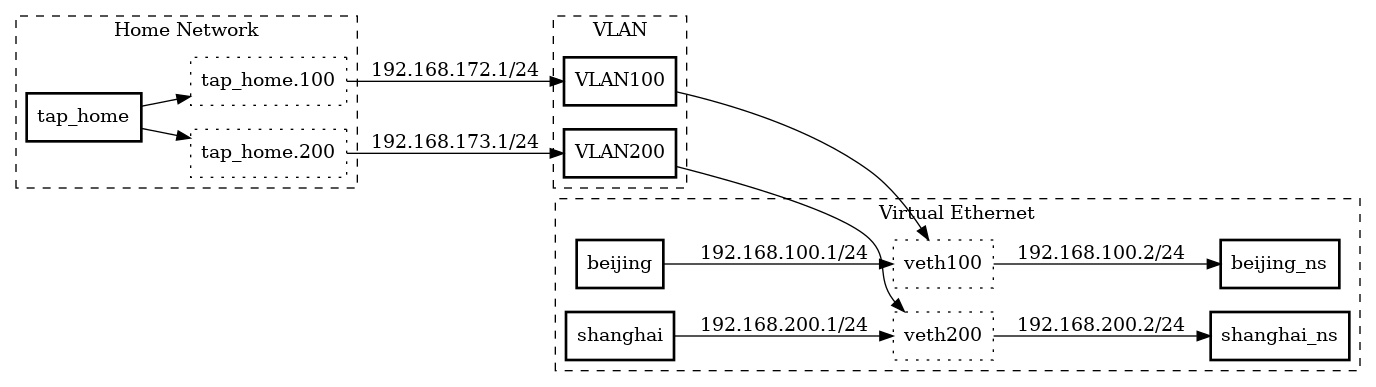 Home Network
VLAN
tap_home
tap_home.100
192.168.172.1/24
VLAN100
tap_home.200
192.168.173.1/24
VLAN200
Virtual Ethernet
beijing
192.168.100.1/24
veth100
192.168.100.2/24
beijing_ns
shanghai
192.168.200.1/24
veth200
192.168.200.2/24
shanghai_ns